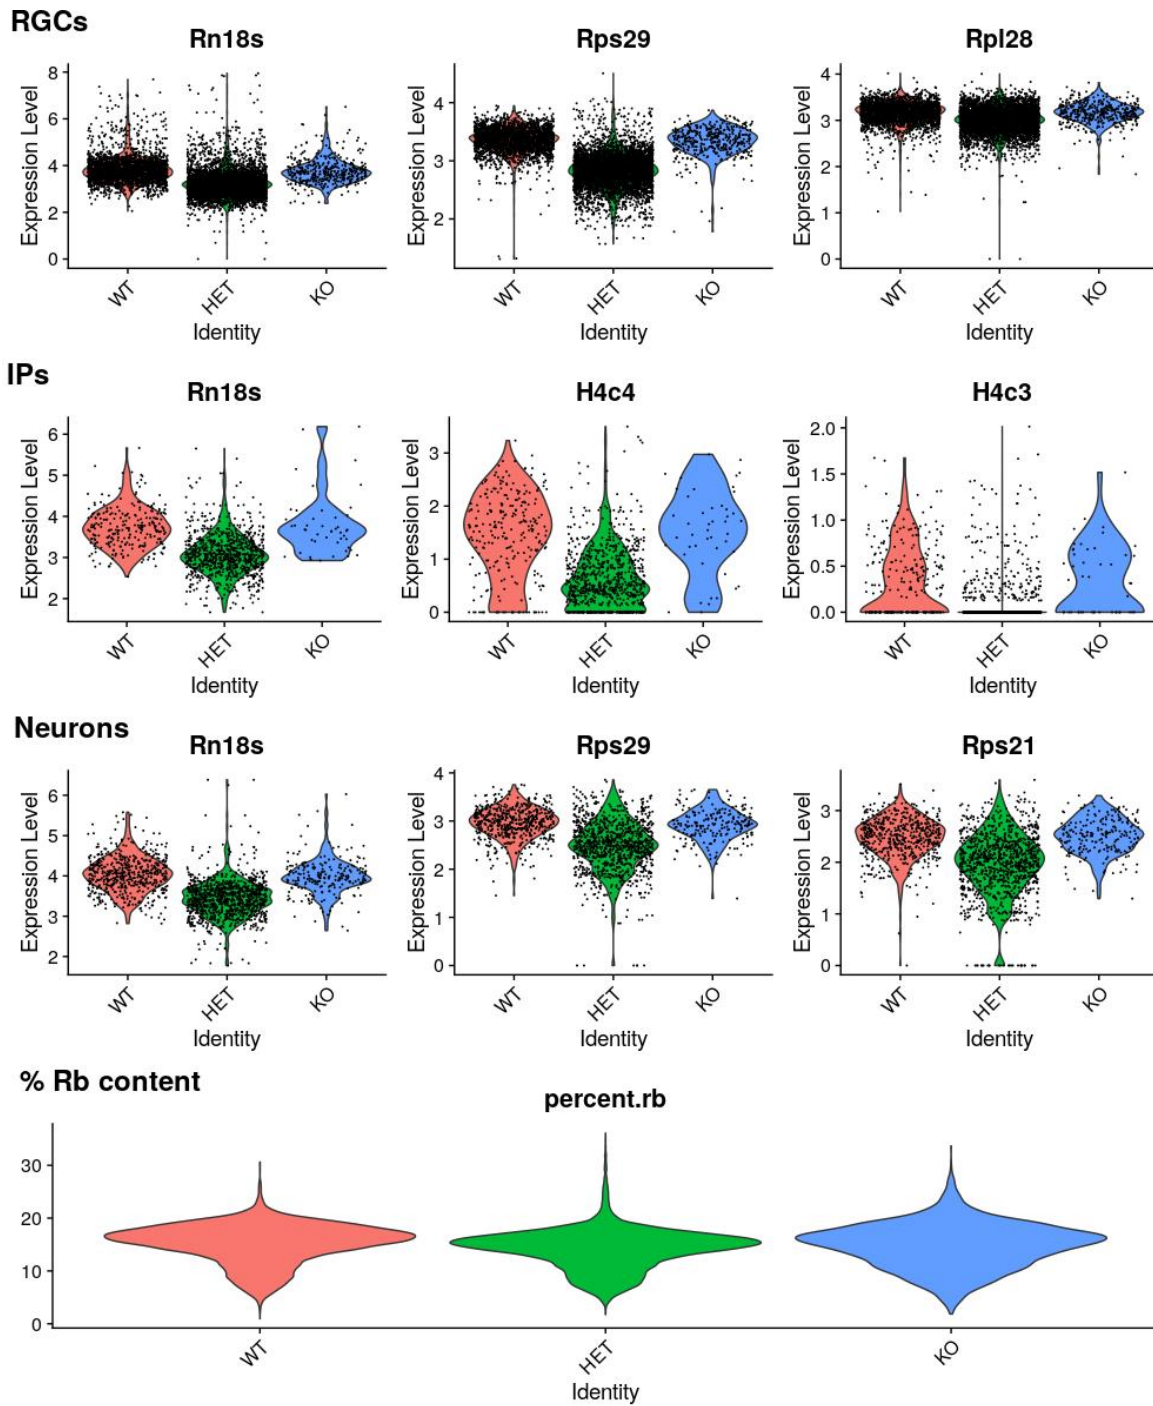 RGCs
Rn18s Rps29 Rpl28
Expression Level Expression Level Expression Level
8 6 4 2 0
4 3 2
4 3 2 1 0
WT HET KO WT HET KO WT HET KO
Identity Identity Identity
IPs
Rn18s H4c4 H4c3
Expression Level Expression Level Expression Level
6 5 4 3 2
3 2 1 0
2.0 1.5 1.0 0.5 0.0
WT HET KO WT HET KO WT HET KO
Identity Identity Identity
Neurons
Rn18s Rps29 Rps21
Expression Level Expression Level Expression Level
6 5 4 3 2
4 3 2 1 0
3 2 1 0
WT HET KO WT HET KO WT HET KO
Identity Identity Identity
% Rb content
percent.rb
30
20
10
0
WT HET KO
Identity